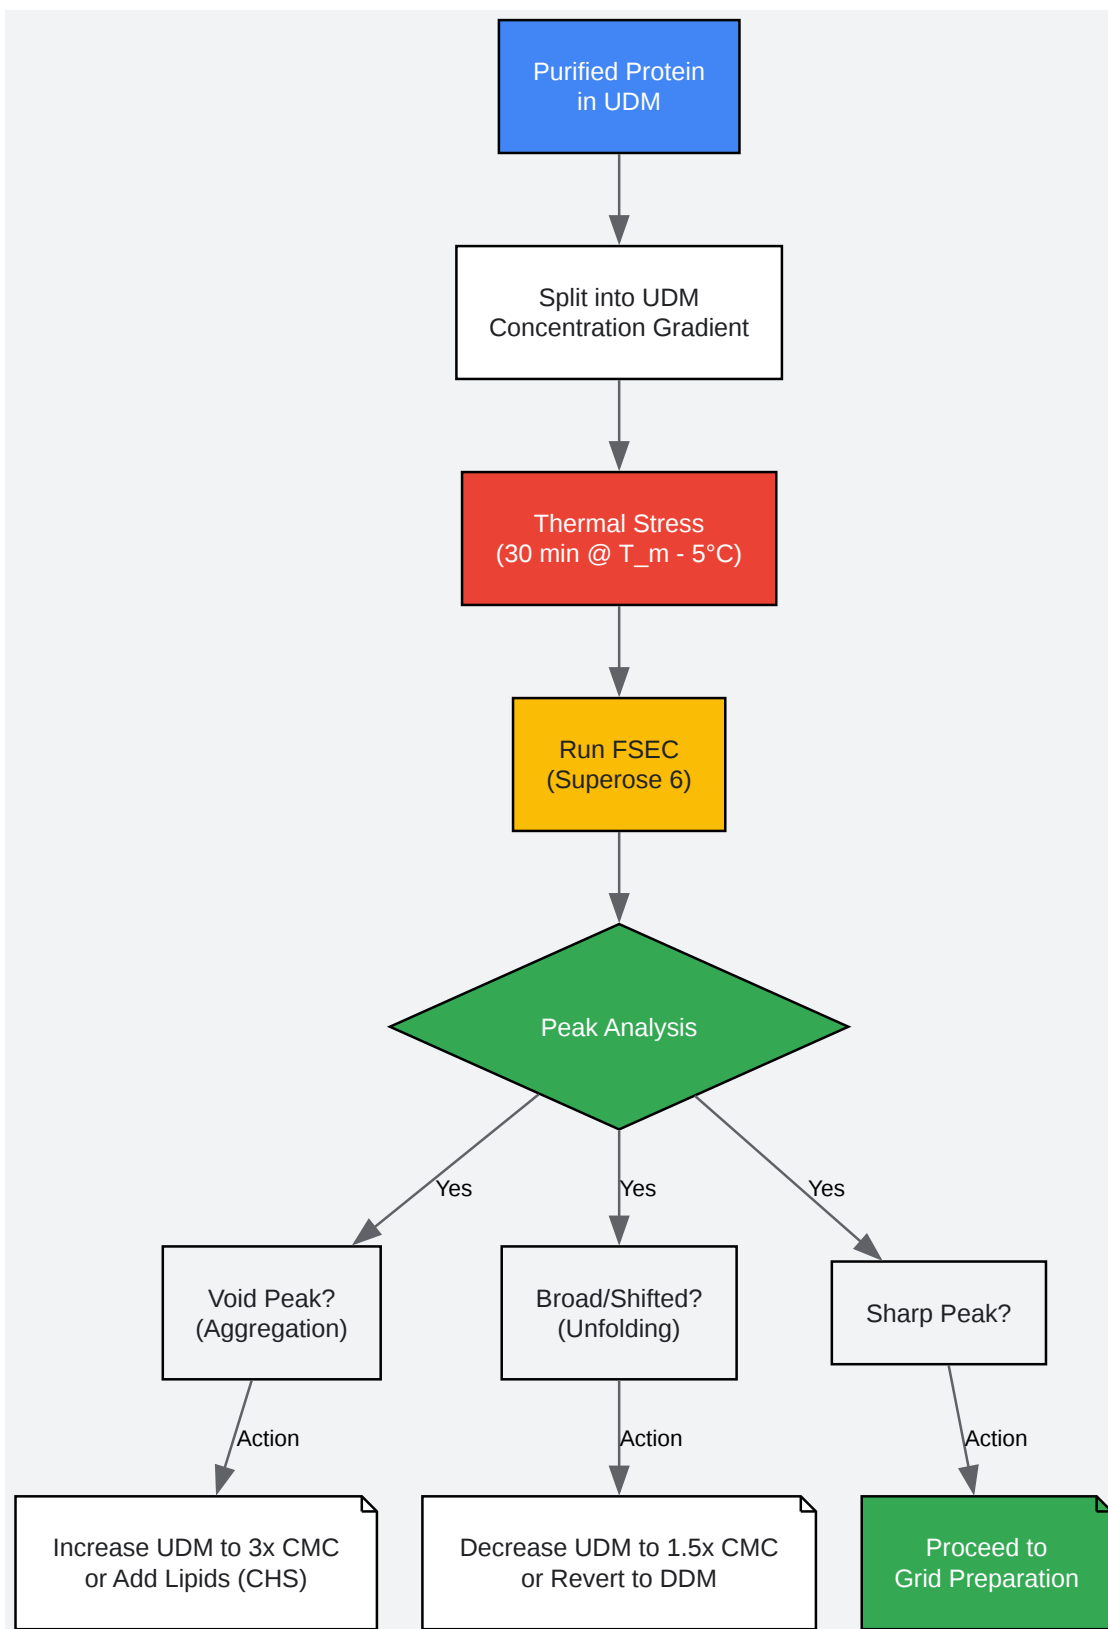 Purified Protein
in UDM
Split into UDM
Concentration Gradient
Thermal Stress
(30 min @ T_m - 5°C)
Run FSEC
(Superose 6)
Peak Analysis
Yes
Yes
Yes
Void Peak?
(Aggregation)
Broad/Shifted?
(Unfolding)
Sharp Peak?
Action
Action
Action
Increase UDM to 3x CMC
or Add Lipids (CHS)
Decrease UDM to 1.5x CMC
or Revert to DDM
Proceed to
Grid Preparation